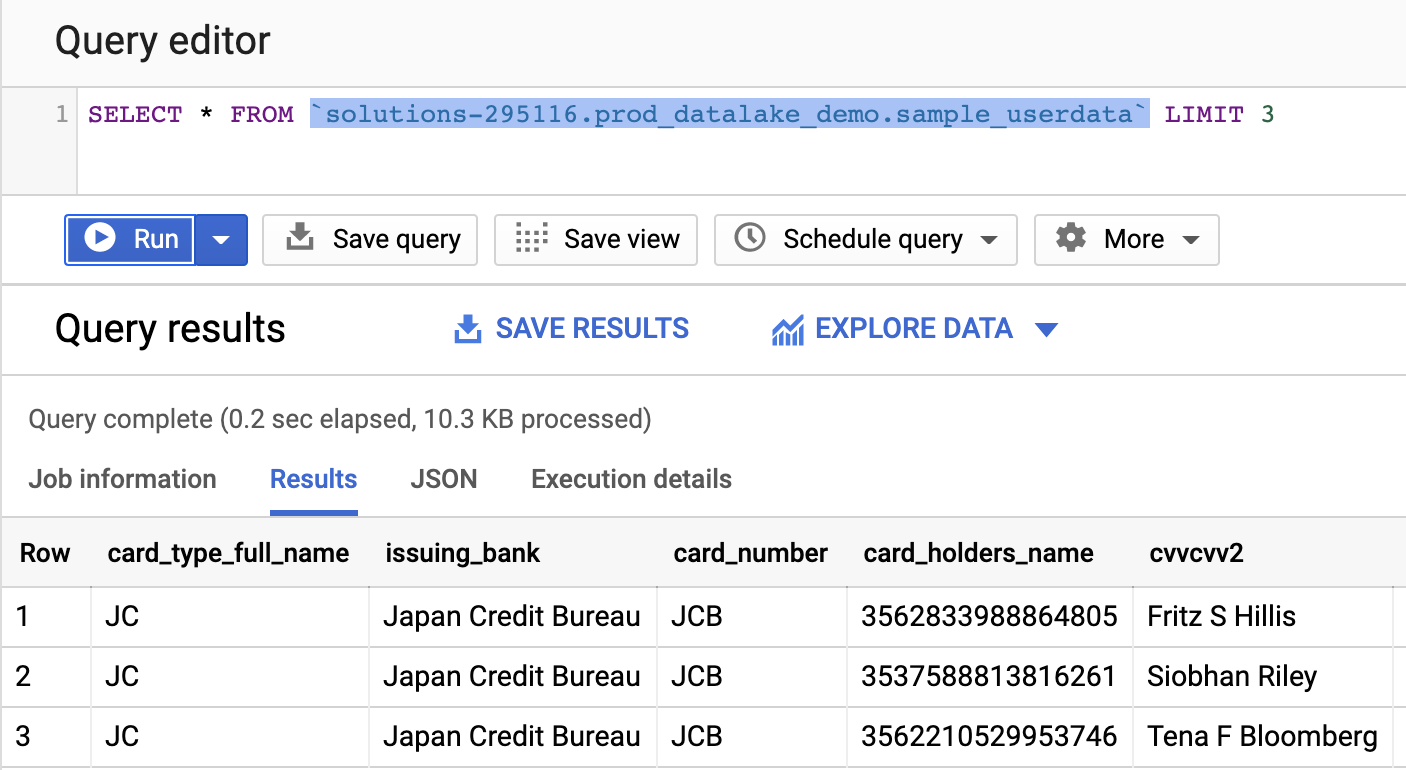 Query editor
1 SELECT * FROM `solutions-295116.prod_datalake_demo.sample_userdata` LIMIT 3
Run Save query Save view Schedule query More
Query results SAVE RESULTS EXPLORE DATA
Query complete (0.2 sec elapsed, 10.3 KB processed)
Job information Results JSON Execution details
Row card_type_full_name issuing_bank card_number card_holders_name cvvcvv2
1 JC Japan Credit Bureau JCB 3562833988864805 Fritz S Hillis
2 JC Japan Credit Bureau JCB 3537588813816261 Siobhan Riley
3 JC Japan Credit Bureau JCB 3562210529953746 Tena F Bloomberg